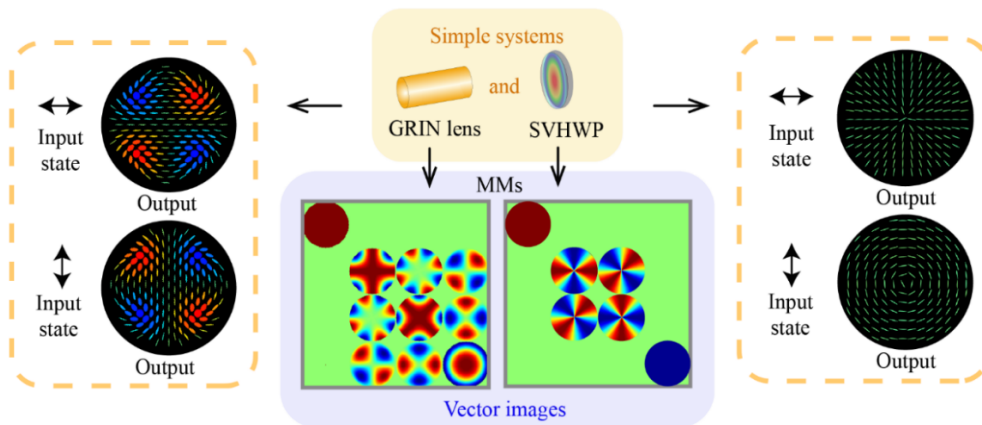 Simple systems
and
GRIN lens
SVHWP
Input
state
Output
Input
state
Output
MMs
Vector images
Input
state
Output
Input
state
Output